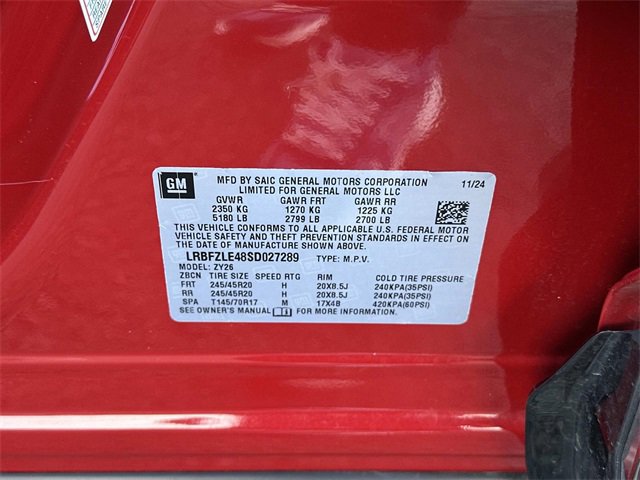 GM
MFD BY SAIC GENERAL MOTORS CORPORATION 11/24
LIMITED FOR GENERAL MOTORS LLC
GVWR GAWR FRT GAWR RR
2350 KG 1270 KG 1225 KG
5180 LB 2799 LB 2700 LB
THIS VEHICLE CONFORMS TO ALL APPLICABLE U.S. FEDERAL MOTOR
VEHICLE SAFETY AND THEFT PREVENTION STANDARDS IN EFFECT ON
THE DATE OF MANUFACTURE SHOWN ABOVE.
LRBFZLE48SD027289 TYPE: M.P.V.
MODEL: ZY26
ZBCN TIRE SIZE SPEED RTG RIM COLD TIRE PRESSURE
FRT 245/45R20 H 20X8.5J 240KPA(35PSI)
RR 245/45R20 H 20X8.5J 240KPA(35PSI)
SPA T145/70R17 M 17X4B 420KPA(60PSI)
SEE OWNER'S MANUAL FOR MORE INFORMATION.